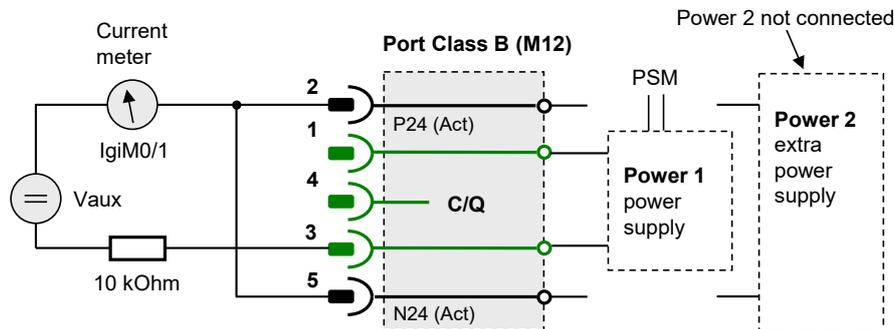 Power 2 not connected
Current
meter
Port Class B (M12)
PSM
2
P24 (Act)
Power 2
extra
power
supply
1
IgiM0/1
Power 1
power
supply
4
C/Q
Vaux
3
10 kOhm
5
N24 (Act)